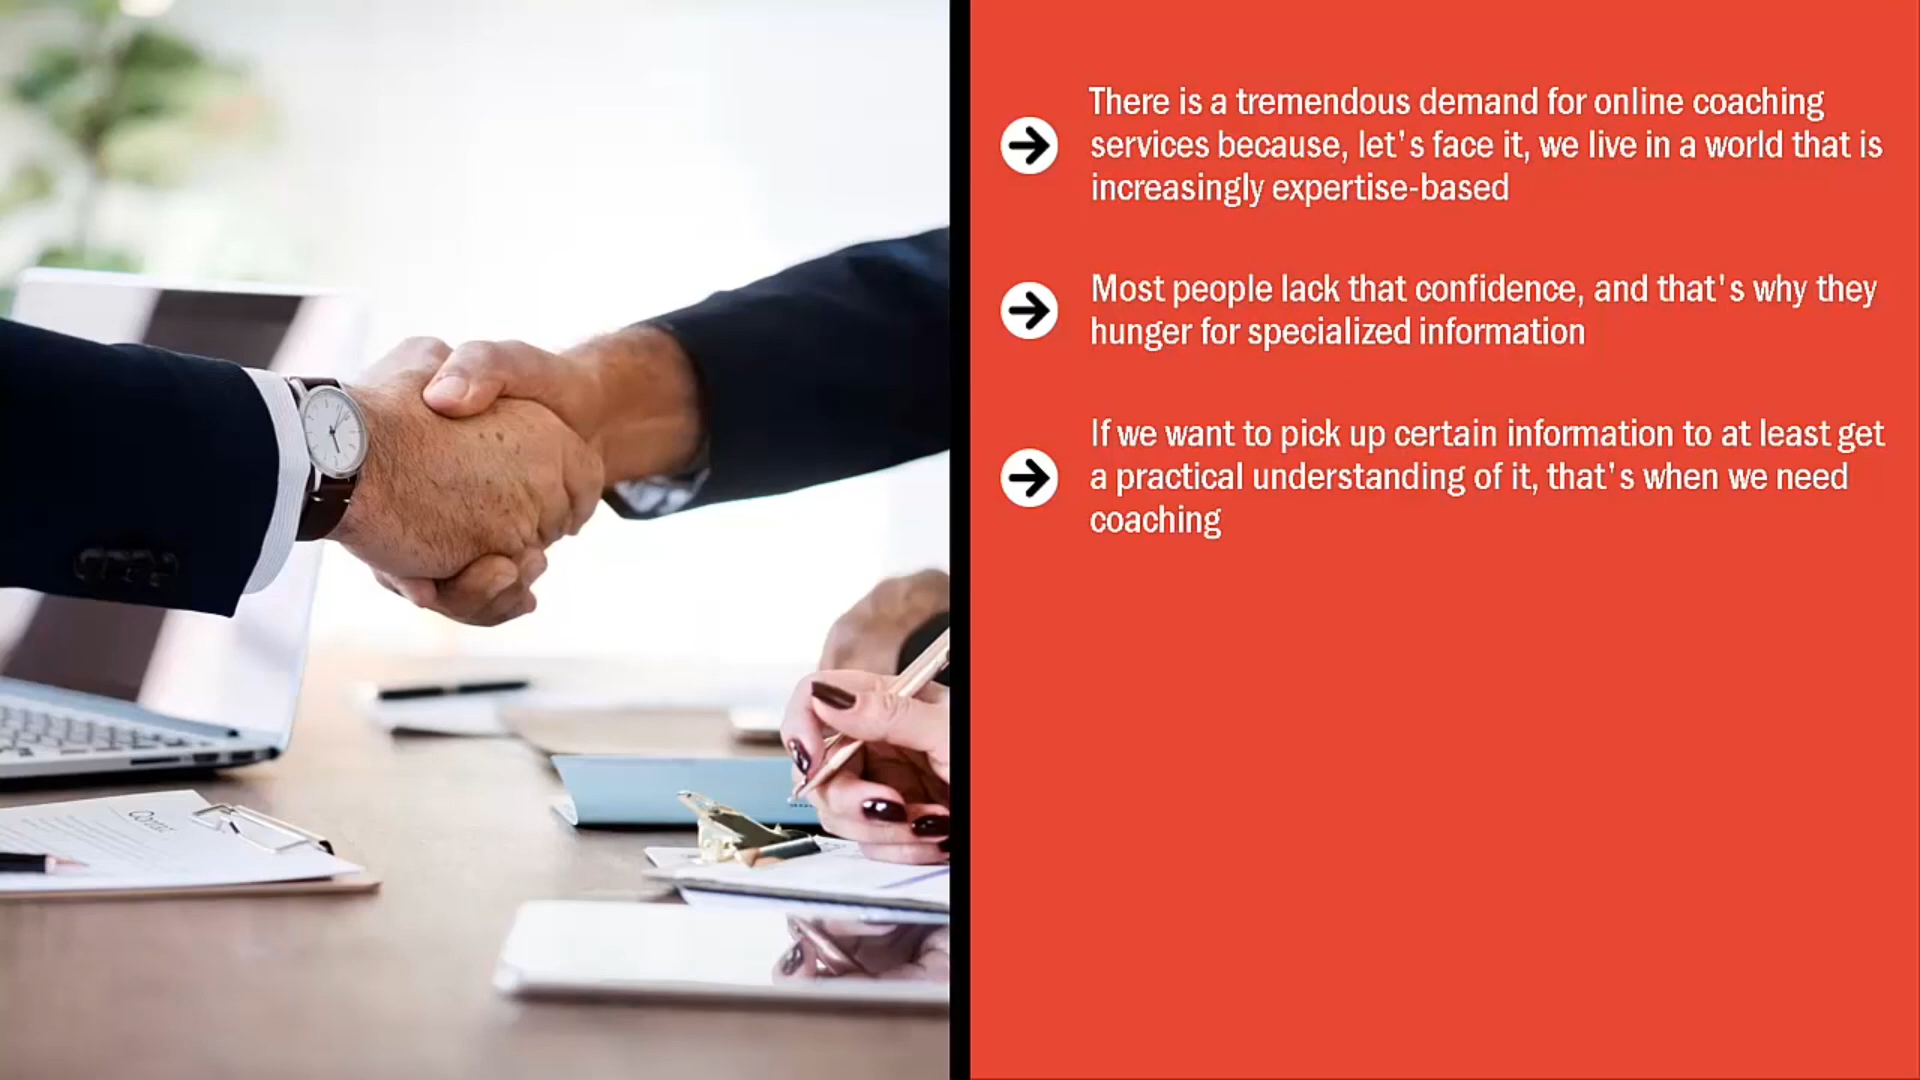 There is a tremendous demand for online coaching
services because, let's face it, we live in a world that is
increasingly expertise-based
Most people lack that confidence, and that's why they
hunger for specialized information
If we want to pick up certain information to at least get
a practical understanding of it, that's when we need
coaching